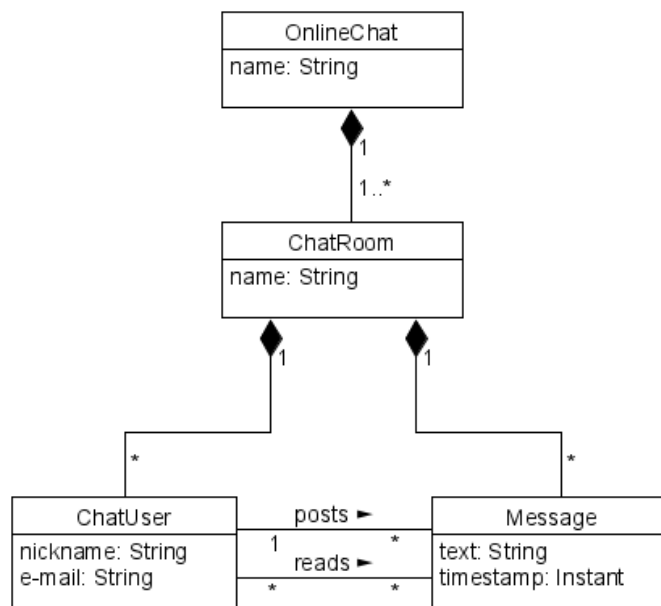 OnlineChat
name: String
1
1..*
ChatRoom
name: String
1
1
*
*
ChatUser
nickname: String
e-mail: String
posts ►
1
*
reads ►
*
*
Message
text: String
timestamp: Instant